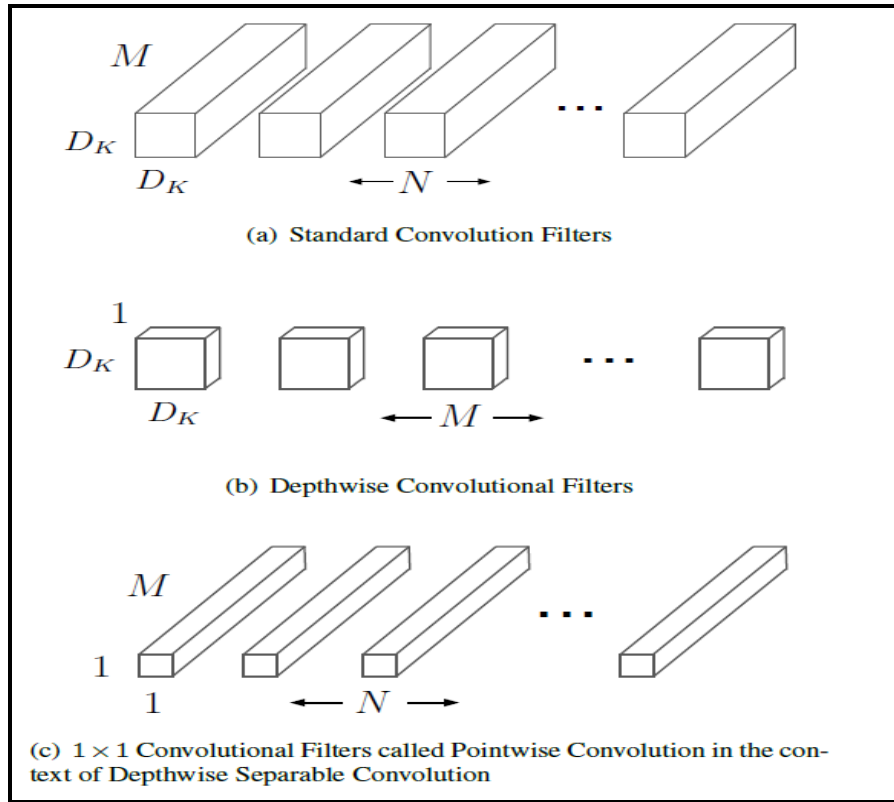 M
D_K
D_K
N
...
(a) Standard Convolution Filters
1
D_K
D_K
M
...
(b) Depthwise Convolutional Filters
M
1
1
N
...
(c) 1 × 1 Convolutional Filters called Pointwise Convolution in the con-
text of Depthwise Separable Convolution